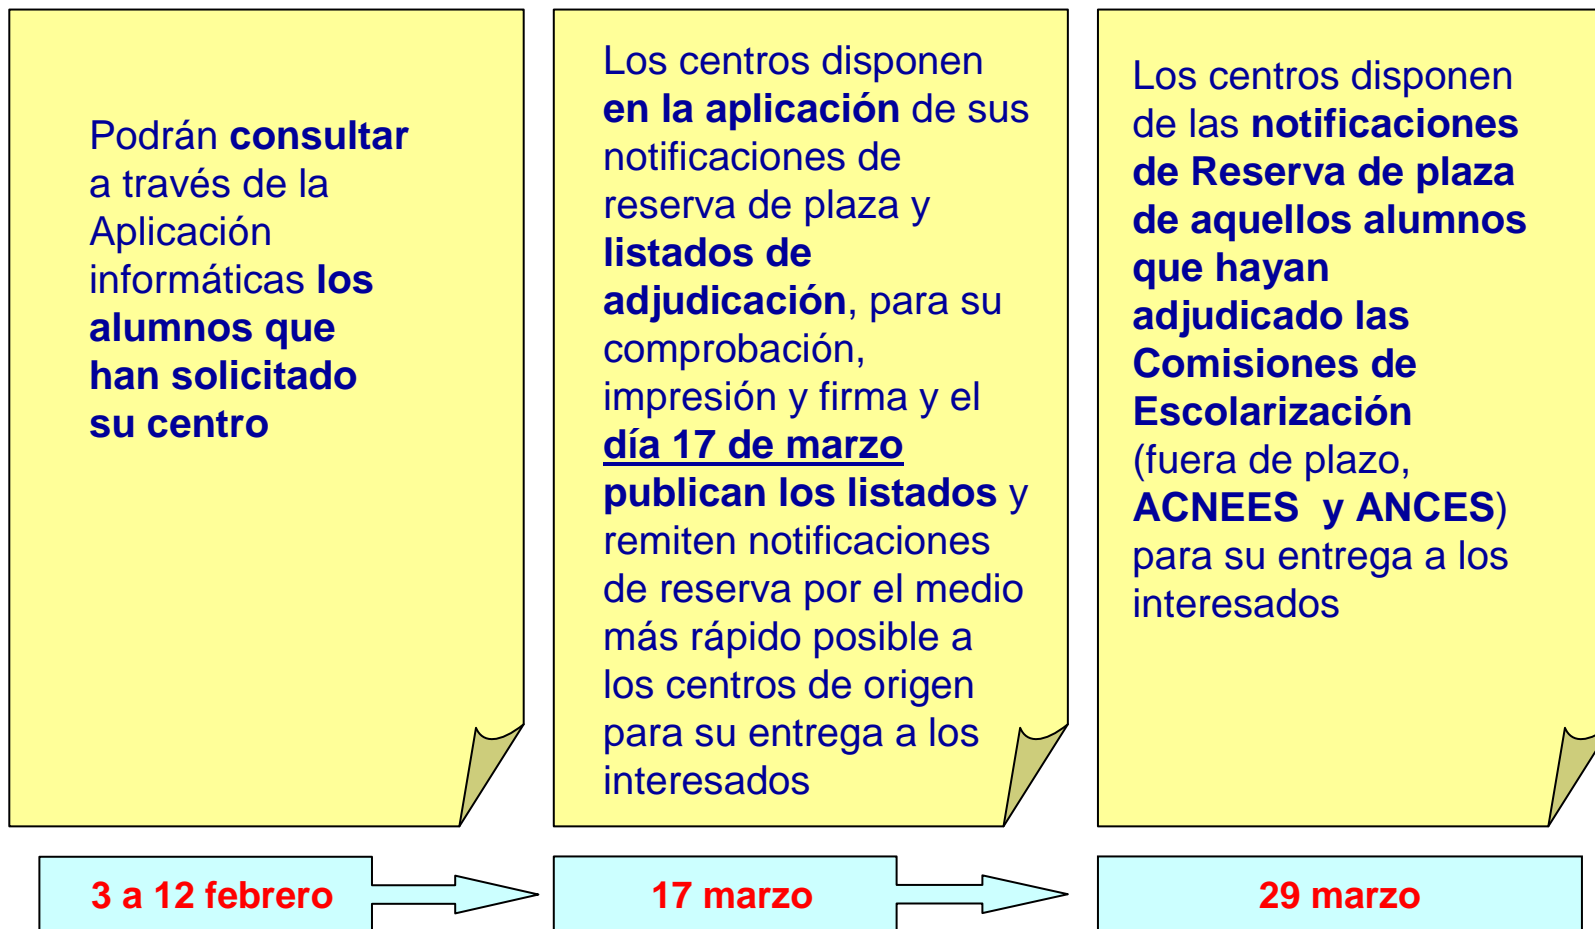 Podrán consultar
a través de la
Aplicación
informáticas los
alumnos que
han solicitado
su centro
Los centros disponen
en la aplicación de sus
notificaciones de
reserva de plaza y
listados de
adjudicación, para su
comprobación,
impresión y firma y el
día 17 de marzo
publican los listados y
remiten notificaciones
de reserva por el medio
más rápido posible a
los centros de origen
para su entrega a los
interesados
Los centros disponen
de las notificaciones
de Reserva de plaza
de aquellos alumnos
que hayan
adjudicado las
Comisiones de
Escolarización
(fuera de plazo,
ACNEES y ANCES)
para su entrega a los
interesados
3 a 12 febrero
17 marzo
29 marzo